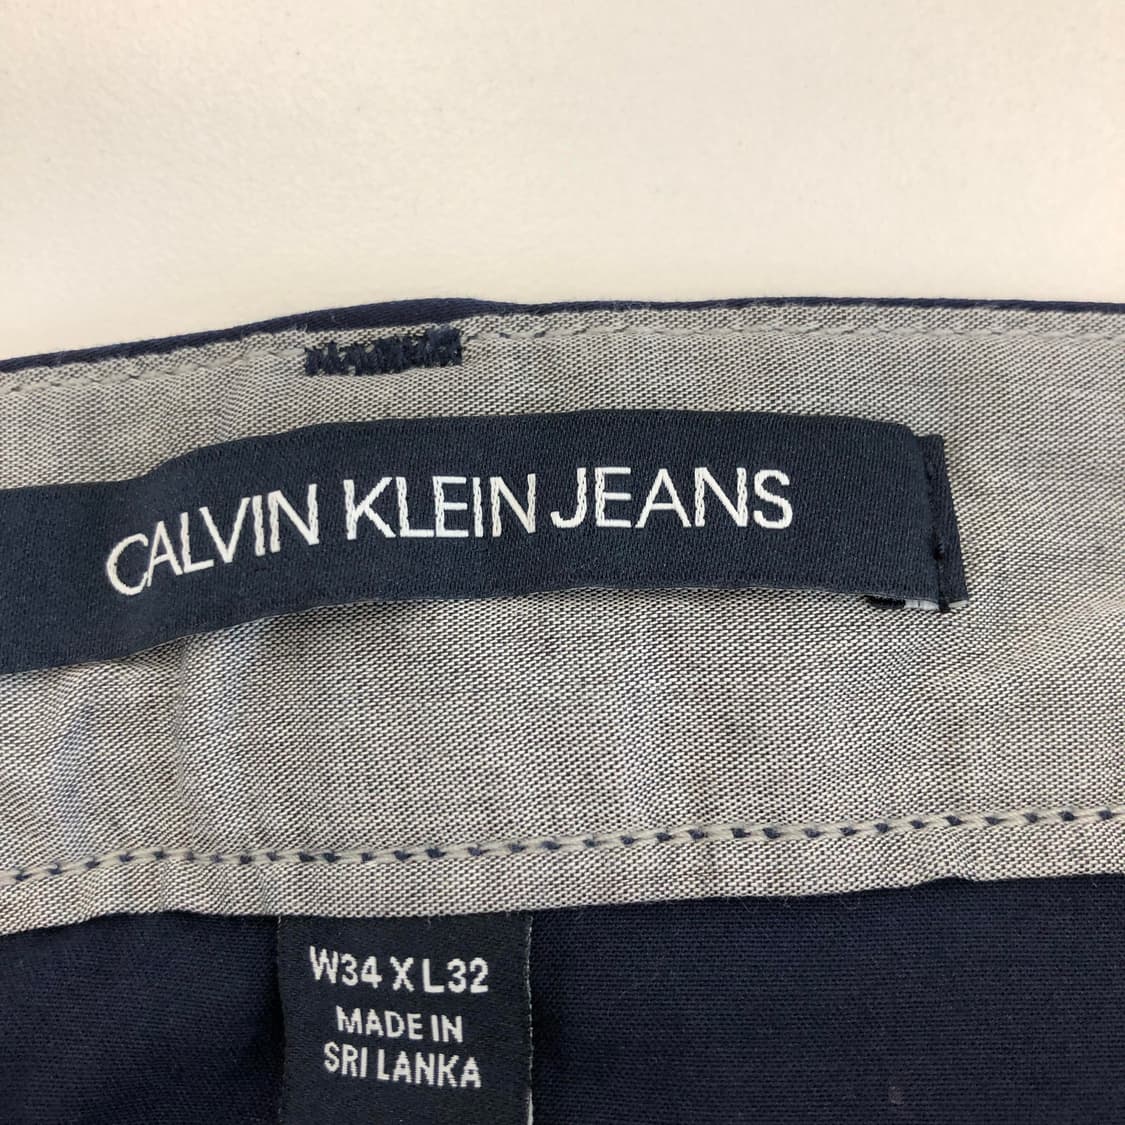 CALVIN KLEIN JEANS
W34 X L32
MADE IN
SRI LANKA